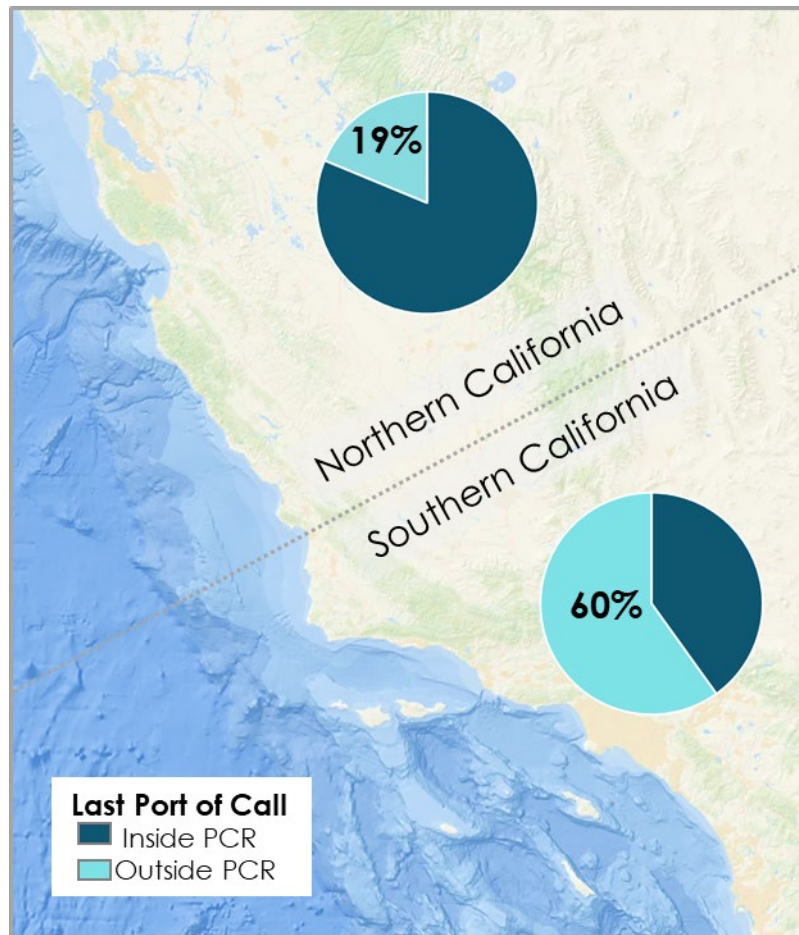 19%
Northern California
Southern California
60%
Last Port of Call
Inside PCR
Outside PCR